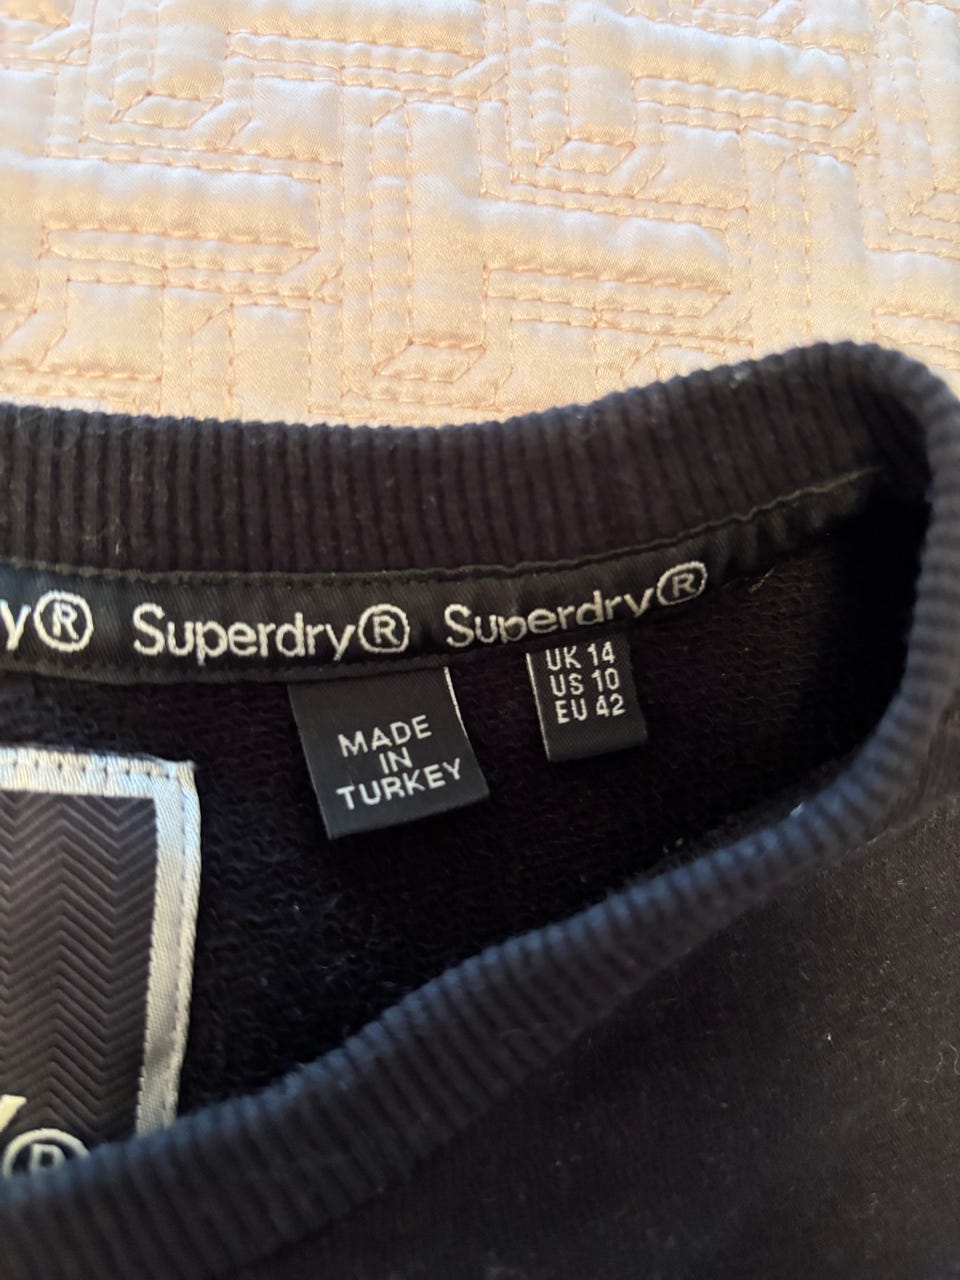 y® Superdry® Superdry®
UK 14
US 10
EU 42
MADE
IN
TURKEY
y®